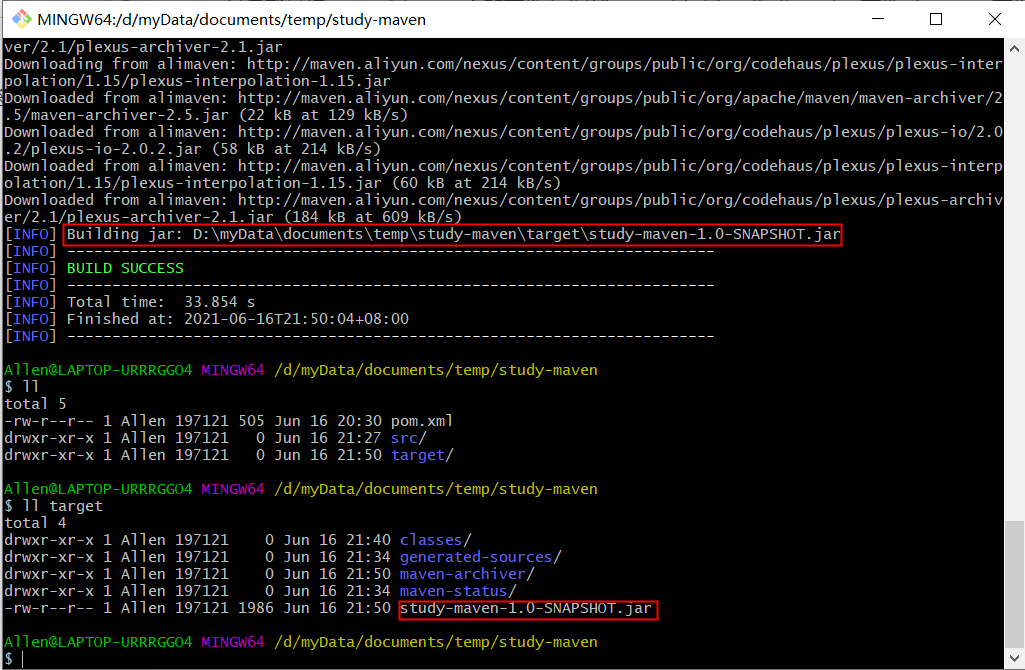 MINGW64:/d/myData/documents/temp/study-maven
ver/2.1/plexus-archiver-2.1.jar
Downloading from alimaven: http://maven.aliyun.com/nexus/content/groups/public/org/codehaus/plexus/plexus-inter
polation/1.15/plexus-interpolation-1.15.jar
Downloaded from alimaven: http://maven.aliyun.com/nexus/content/groups/public/org/apache/maven/maven-archiver/2
.5/maven-archiver-2.5.jar (22 kB at 129 kB/s)
Downloaded from alimaven: http://maven.aliyun.com/nexus/content/groups/public/org/codehaus/plexus/plexus-io/2.0
.2/plexus-io-2.0.2.jar (58 kB at 214 kB/s)
Downloaded from alimaven: http://maven.aliyun.com/nexus/content/groups/public/org/codehaus/plexus/plexus-interp
olation/1.15/plexus-interpolation-1.15.jar (60 kB at 214 kB/s)
Downloaded from alimaven: http://maven.aliyun.com/nexus/content/groups/public/org/codehaus/plexus/plexus-archiv
er/2.1/plexus-archiver-2.1.jar (184 kB at 609 kB/s)
[INFO] Building jar: D:\myData\documents\temp\study-maven\target\study-maven-1.0-SNAPSHOT.jar
[INFO] ------------------------------------------------------------------------
[INFO] BUILD SUCCESS
[INFO] ------------------------------------------------------------------------
[INFO] Total time:  33.854 s
[INFO] Finished at: 2021-06-16T21:50:04+08:00
[INFO] ------------------------------------------------------------------------
Allen@LAPTOP-URRRGGO4 MINGW64 /d/myData/documents/temp/study-maven
$ ll
total 5
-rw-r--r-- 1 Allen 197121 505 Jun 16 20:30 pom.xml
drwxr-xr-x 1 Allen 197121   0 Jun 16 21:27 src/
drwxr-xr-x 1 Allen 197121   0 Jun 16 21:50 target/
Allen@LAPTOP-URRRGGO4 MINGW64 /d/myData/documents/temp/study-maven
$ ll target
total 4
drwxr-xr-x 1 Allen 197121    0 Jun 16 21:40 classes/
drwxr-xr-x 1 Allen 197121    0 Jun 16 21:34 generated-sources/
drwxr-xr-x 1 Allen 197121    0 Jun 16 21:50 maven-archiver/
drwxr-xr-x 1 Allen 197121    0 Jun 16 21:34 maven-status/
-rw-r--r-- 1 Allen 197121 1986 Jun 16 21:50 study-maven-1.0-SNAPSHOT.jar
Allen@LAPTOP-URRRGGO4 MINGW64 /d/myData/documents/temp/study-maven
$